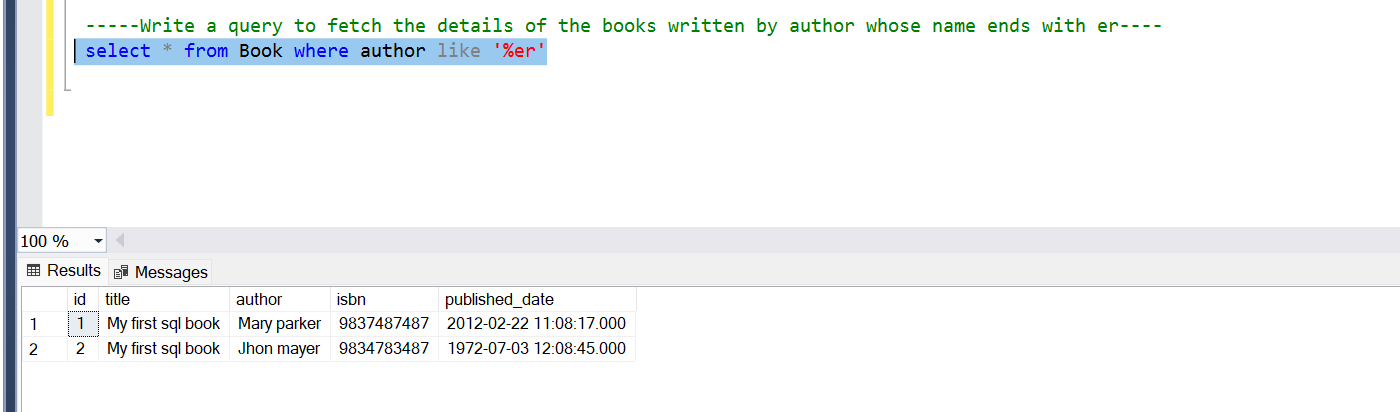 -----Write a query to fetch the details of the books written by author whose name ends with er----
select * from Book where author like '%er'
100 %
Results Messages
id title author isbn published_date
1 1 My first sql book Mary parker 9837487487 2012-02-22 11:08:17.000
2 2 My first sql book Jhon mayer 9834783487 1972-07-03 12:08:45.000